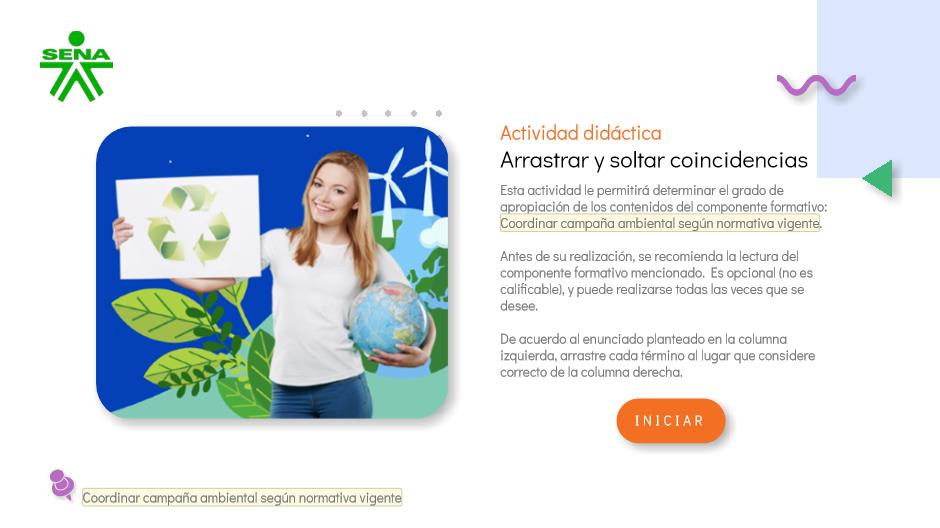 SENA
Actividad didáctica
Arrastrar y soltar coincidencias
Esta actividad le permitirá determinar el grado de
apropiación de los contenidos del componente formativo:
Coordinar campaña ambiental según normativa vigente.
Antes de su realización, se recomienda la lectura del
componente formativo mencionado. Es opcional (no es
calificable), y puede realizarse todas las veces que se
desee.
De acuerdo al enunciado planteado en la columna
izquierda, arrastre cada término al lugar que considere
correcto de la columna derecha.
INICIAR
Coordinar campaña ambiental según normativa vigente